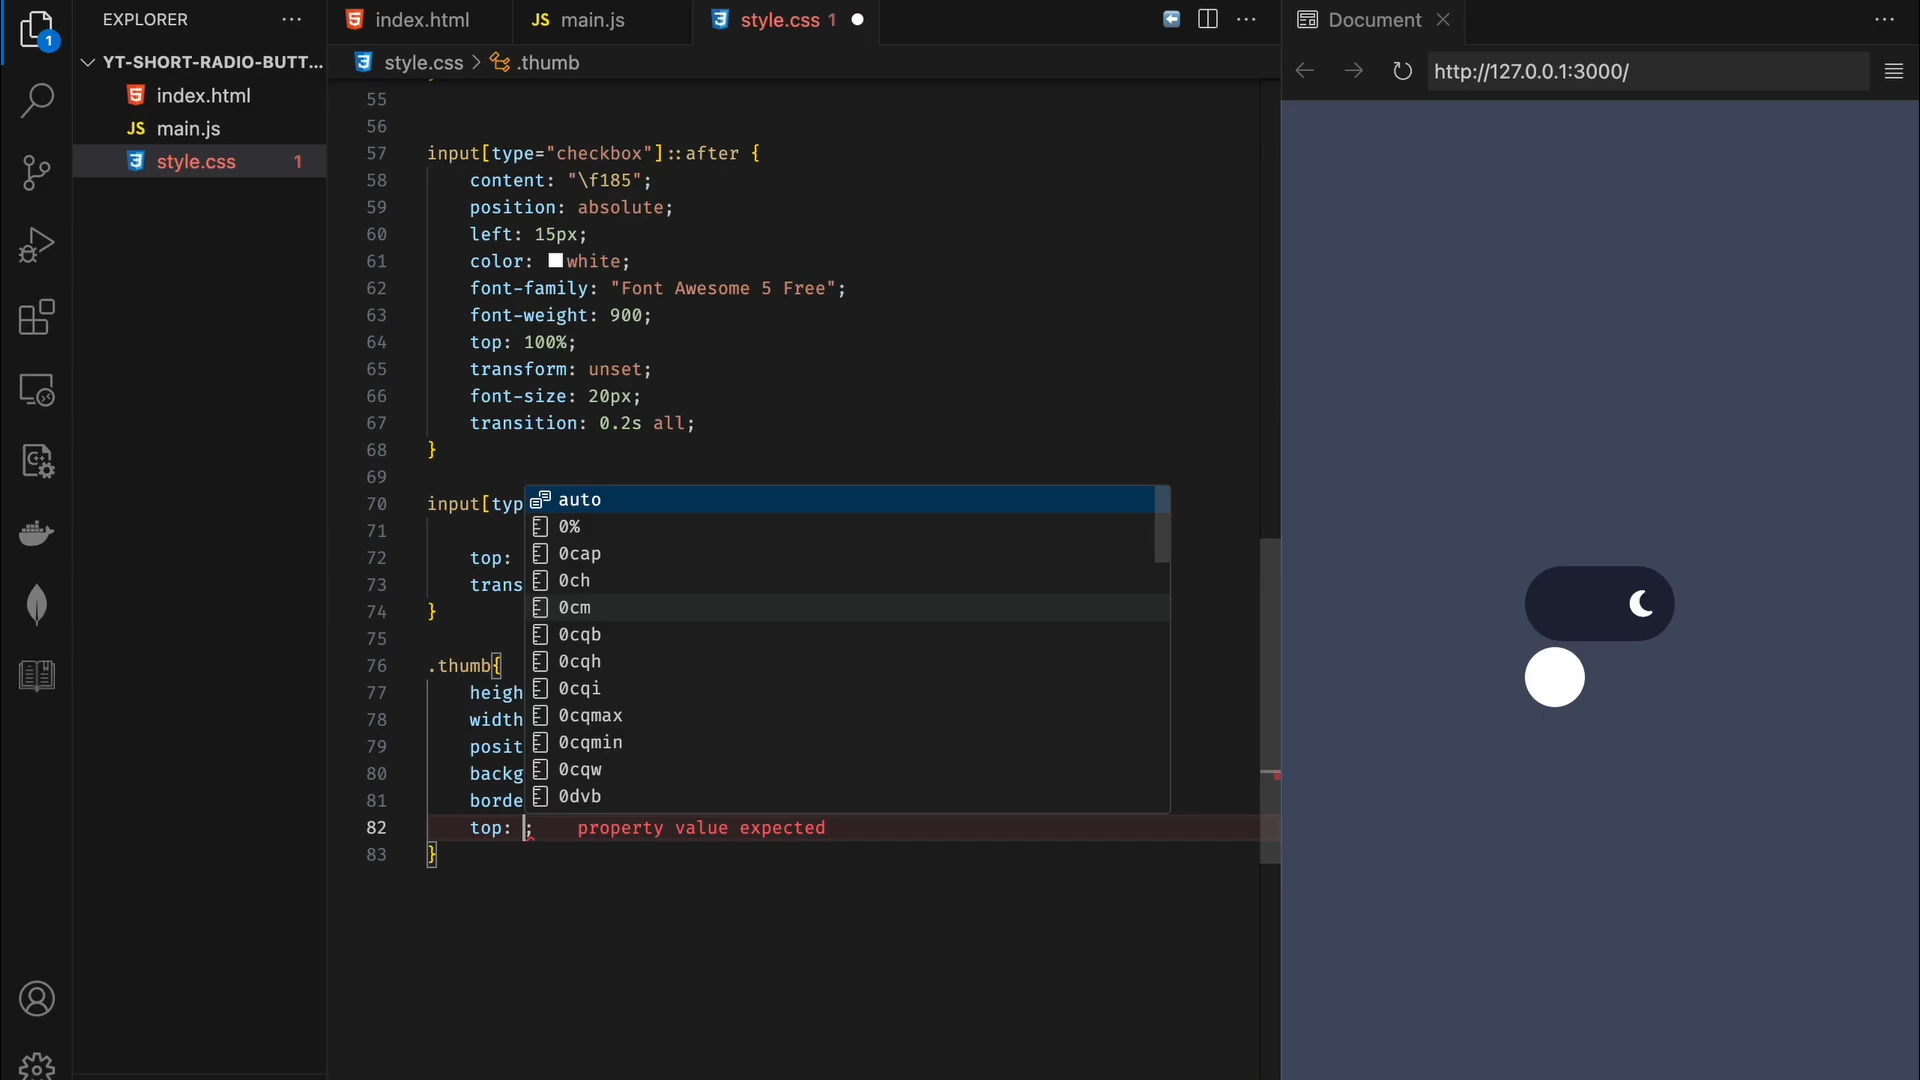 EXPLORER
index.html
JS main.js
style.css 1
Document
YT-SHORT-RADIO-BUTT...
style.css > .thumb
http://127.0.0.1:3000/
1
index.html
JS main.js
style.css 1
55
56
57 input[type="checkbox"]::after {
58 content: "\f185";
59 position: absolute;
60 left: 15px;
61 color: white;
62 font-family: "Font Awesome 5 Free";
63 font-weight: 900;
64 top: 100%;
65 transform: unset;
66 font-size: 20px;
67 transition: 0.2s all;
68 }
69
70 input[typ
71
72 top:
73 trans
74 }
75
76 .thumb{
77 heigh
78 width
79 posit
80 backg
81 borde
82 top: ; property value expected
83 }
auto
0%
0cap
0ch
0cm
0cqb
0cqh
0cqi
0cqmax
0cqmin
0cqw
0dvb